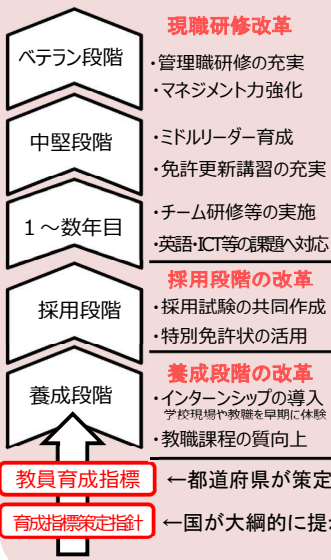 現職研修改革
ベテラン段階
・管理職研修の充実
・マネジメント力強化
中堅段階
・ミドルリーダー育成
・免許更新講習の充実
1～数年目
・チーム研修等の実施
・英語・ICT等の課題へ対応
採用段階の改革
採用段階
・採用試験の共同作成
・特別免許状の活用
養成段階の改革
養成段階
・インターンシップの導入
学校現場や教職を早期に体験
・教職課程の質向上
教員育成指標 ←都道府県が策定
育成指標策定指針 ←国が大綱的に提